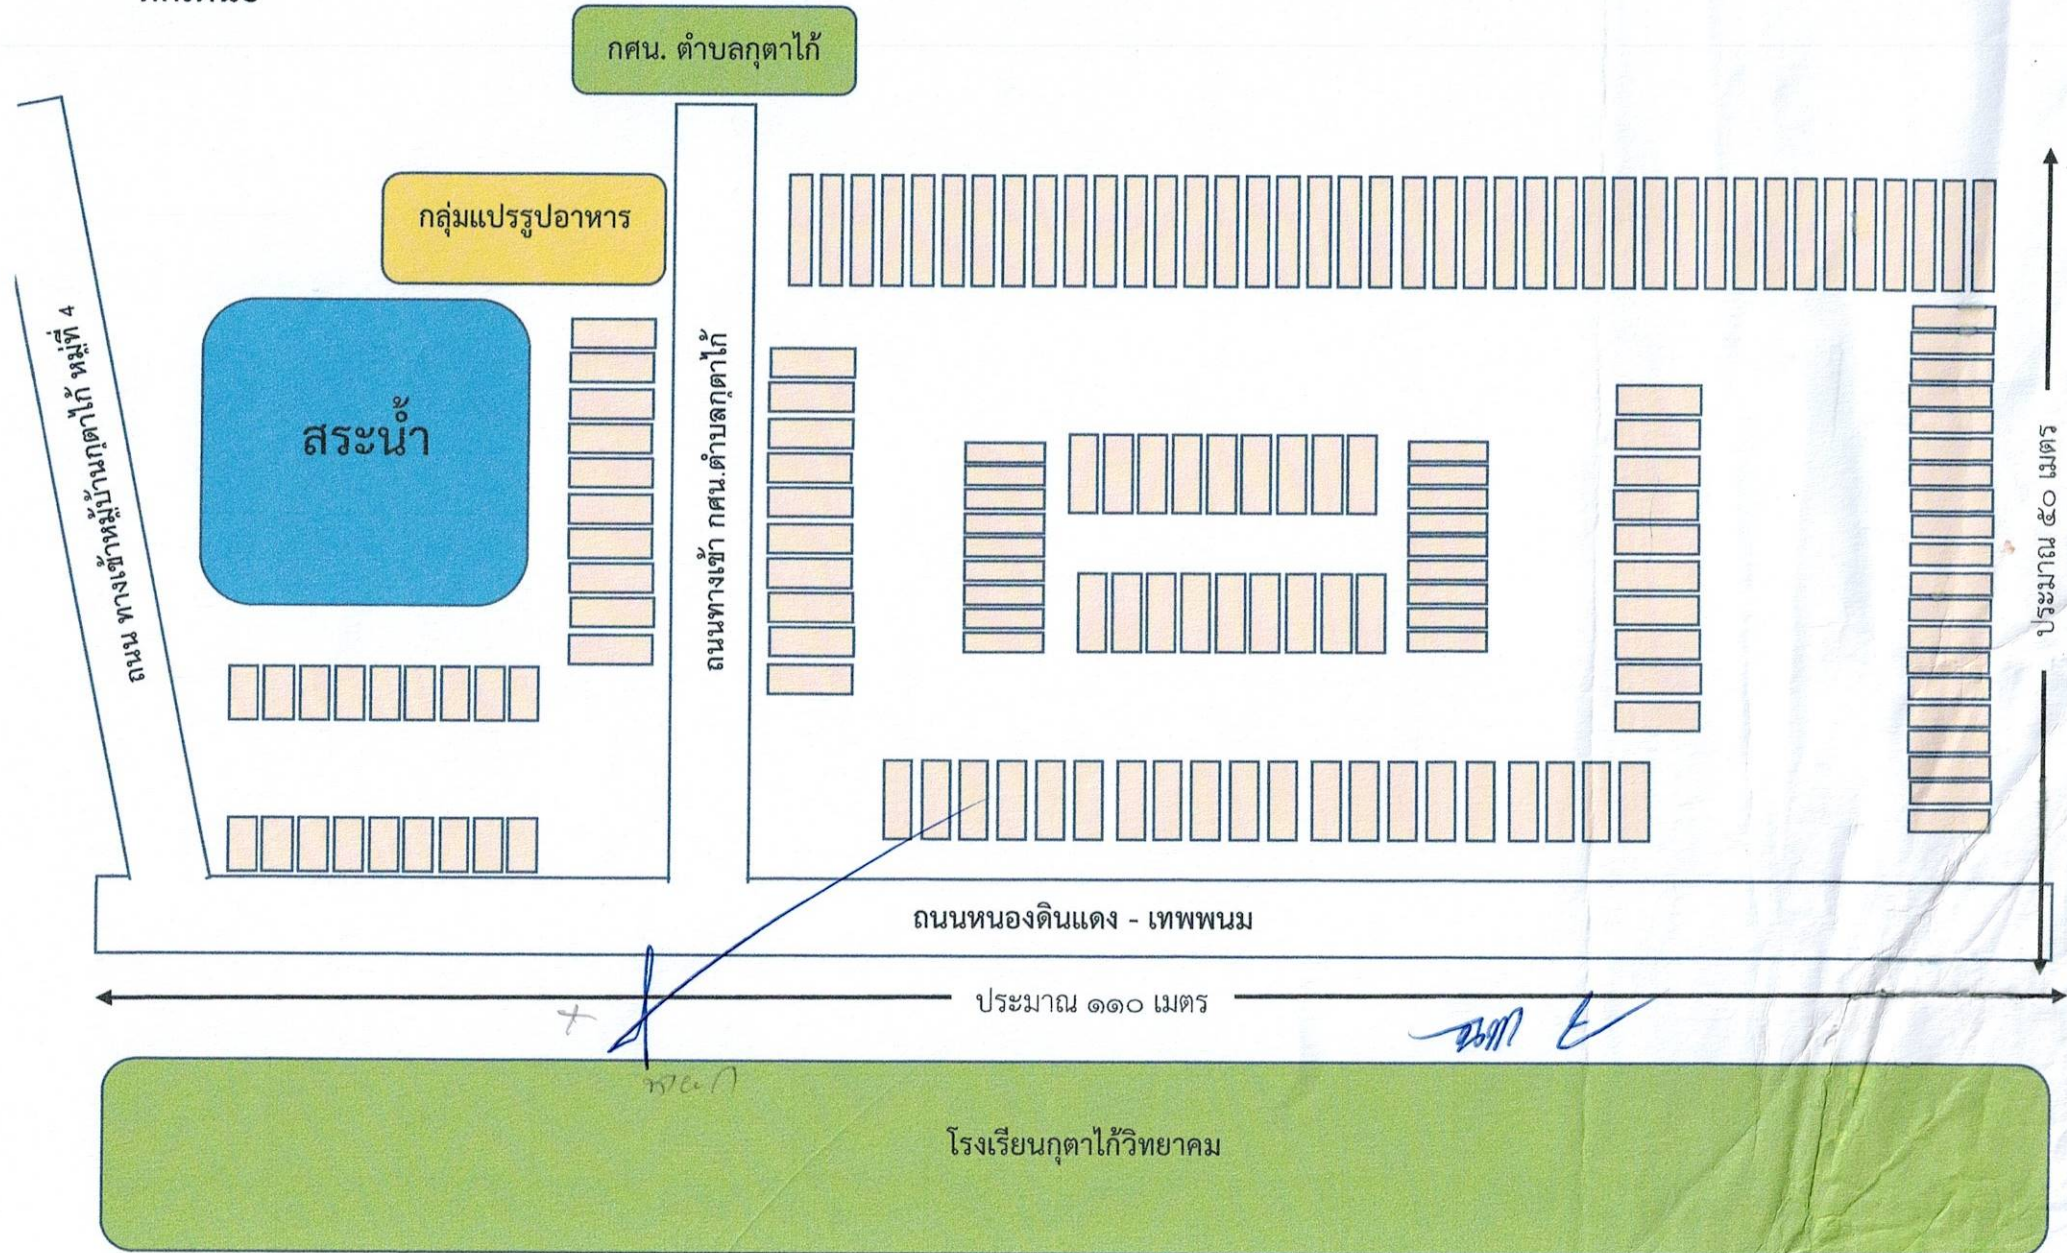 กศน. ตำบลกุตาไก้
กลุ่มแปรรูปอาหาร
สระน้ำ
ถนน ทางเข้าหมู่บ้านกุตาไก้ หมู่ที่ 4
ถนนทางเข้า กศน.ตำบลกุตาไก้
ประมาณ ๕๐ เมตร
ถนนหนองดินแดง - เทพพนม
ประมาณ ๑๑๐ เมตร
โรงเรียนกุตาไก้วิทยาคม